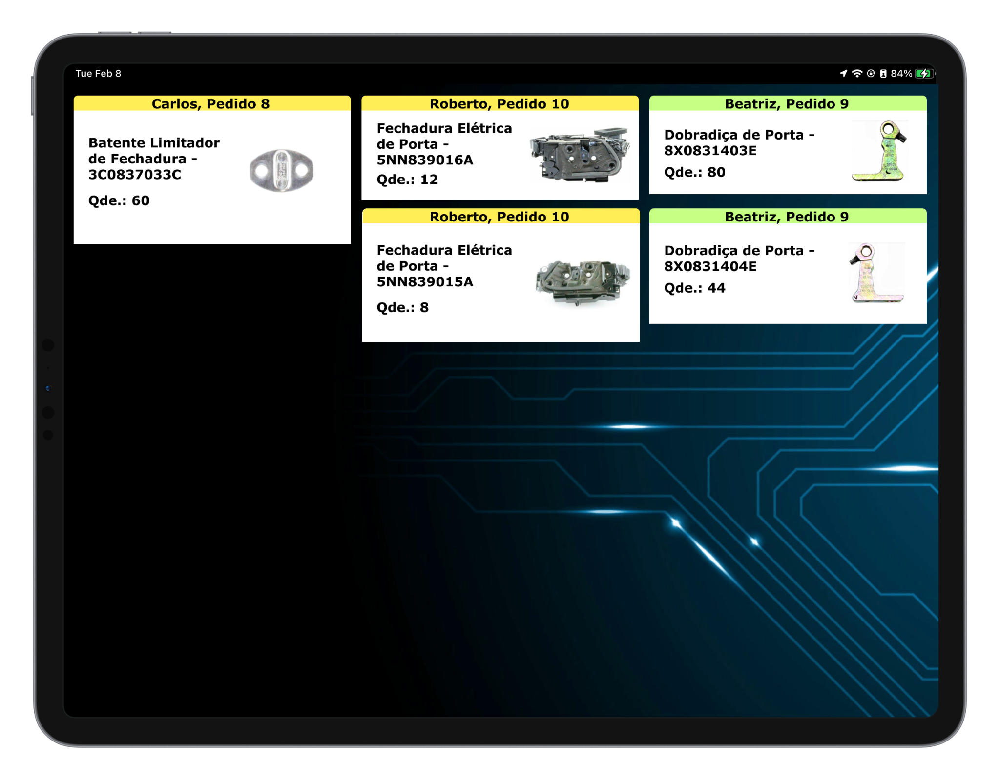 Tue Feb 8
84%
Carlos, Pedido 8
Batente Limitador
de Fechadura -
3C0837033C
Qde.: 60
Roberto, Pedido 10
Fechadura Elétrica
de Porta -
5NN839016A
Qde.: 12
Roberto, Pedido 10
Fechadura Elétrica
de Porta -
5NN839015A
Qde.: 8
Beatriz, Pedido 9
Dobradiça de Porta -
8X0831403E
Qde.: 80
Beatriz, Pedido 9
Dobradiça de Porta -
8X0831404E
Qde.: 44